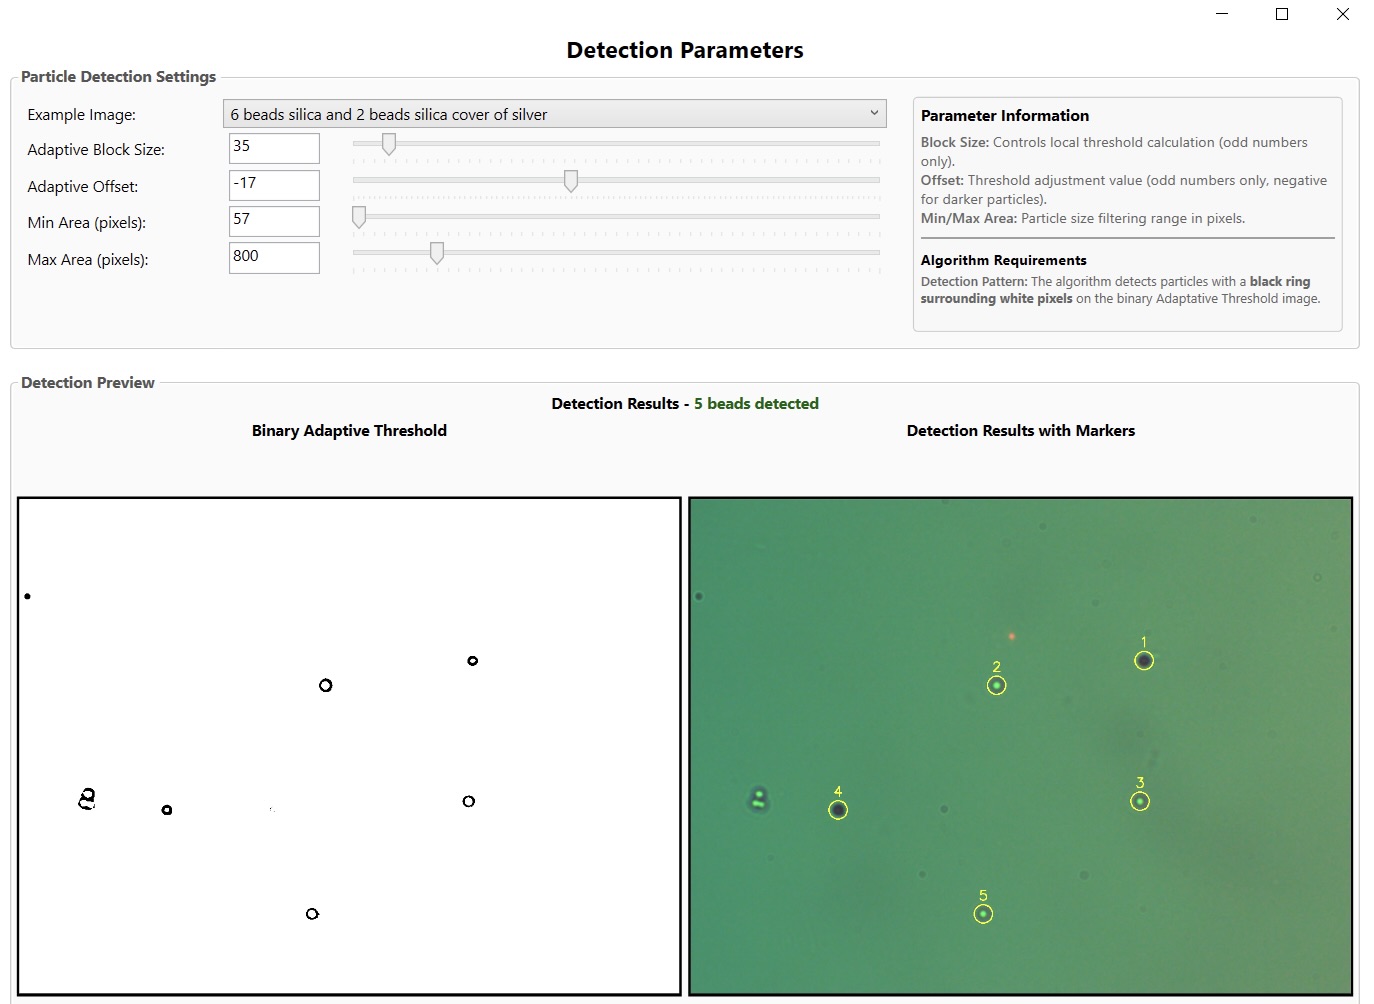 Detection Parameters
Particle Detection Settings
Example Image:
6 beads silica and 2 beads silica cover of silver
Adaptive Block Size:
35
Adaptive Offset:
-17
Min Area (pixels):
57
Max Area (pixels):
800
Parameter Information
Block Size: Controls local threshold calculation (odd numbers
only).
Offset: Threshold adjustment value (odd numbers only, negative
for darker particles).
Min/Max Area: Particle size filtering range in pixels.
Algorithm Requirements
Detection Pattern: The algorithm detects particles with a black ring
surrounding white pixels on the binary Adaptative Threshold image.
Detection Preview
Detection Results - 5 beads detected
Binary Adaptive Threshold
Detection Results with Markers
1
2
3
4
5